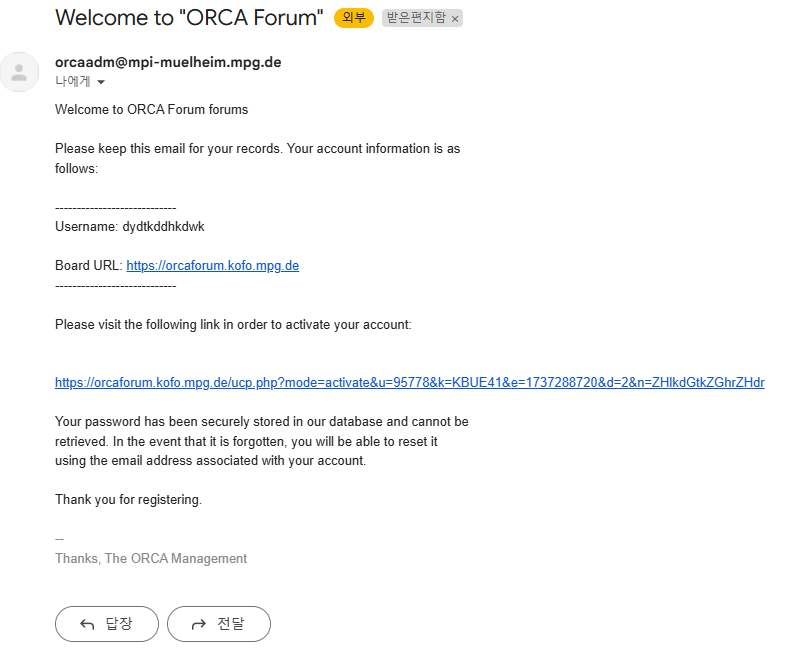 Welcome to "ORCA Forum" 외부 받은편지함 ×
orcaadm@mpi-muelheim.mpg.de
나에게
Welcome to ORCA Forum forums
Please keep this email for your records. Your account information is as
follows:
----------------------------
Username: dydtkddhkdwk
Board URL: https://orcaforum.kofo.mpg.de
----------------------------
Please visit the following link in order to activate your account:
https://orcaforum.kofo.mpg.de/ucp.php?mode=activate&u=95778&k=KBUE41&e=1737288720&d=2&n=ZHlkdGtkZGhrZHdr
Your password has been securely stored in our database and cannot be
retrieved. In the event that it is forgotten, you will be able to reset it
using the email address associated with your account.
Thank you for registering.
--
Thanks, The ORCA Management
답장 전달